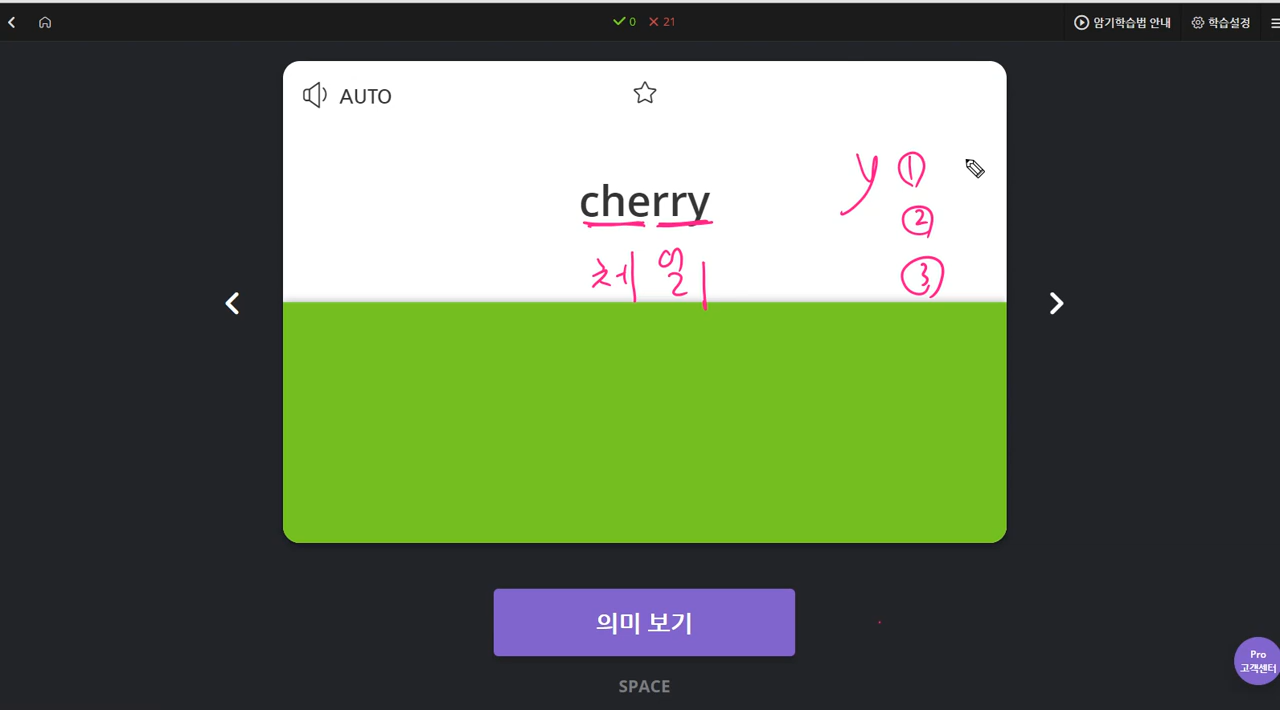 0 21 암기학습법 안내 학습설정
AUTO
cherry
y ①
②
③
체
의미 보기
SPACE
Pro
고객센터